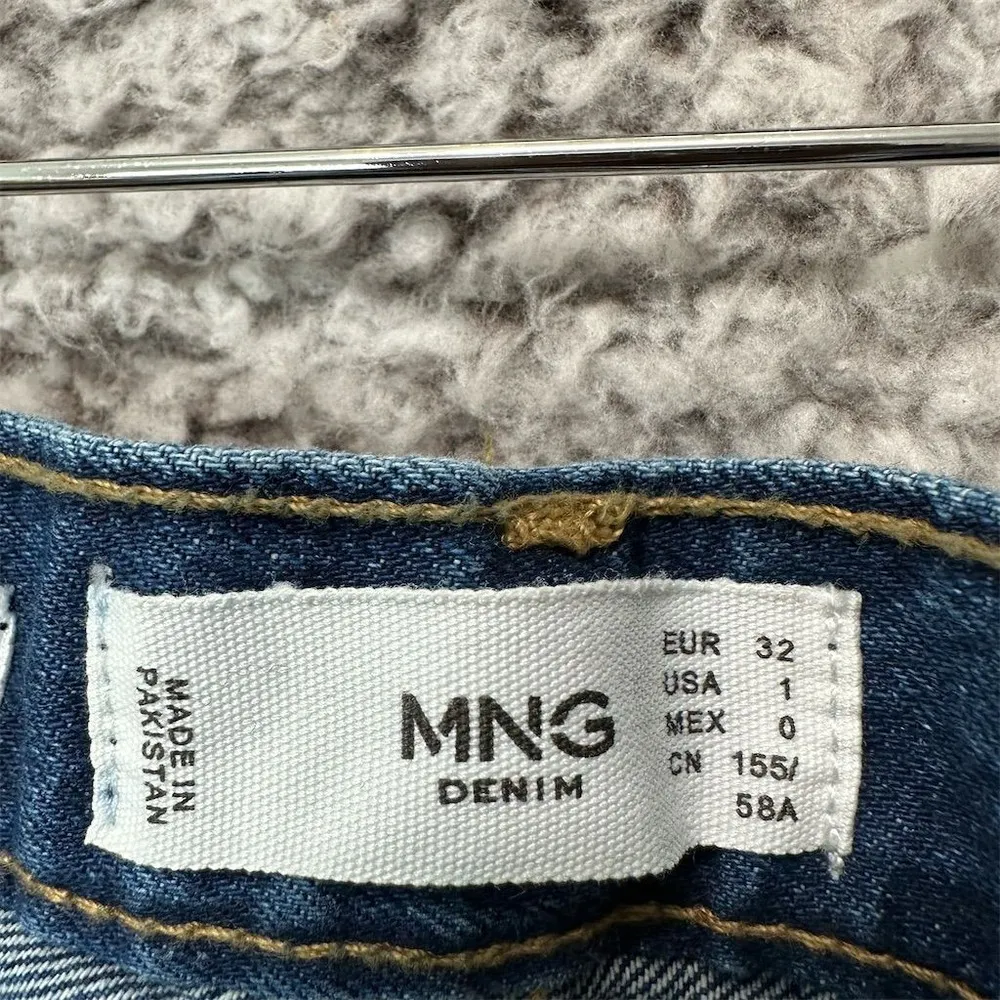 MADE IN
PAKISTAN
MNG
DENIM
EUR 32
USA 1
MEX 0
CN 155/
58A